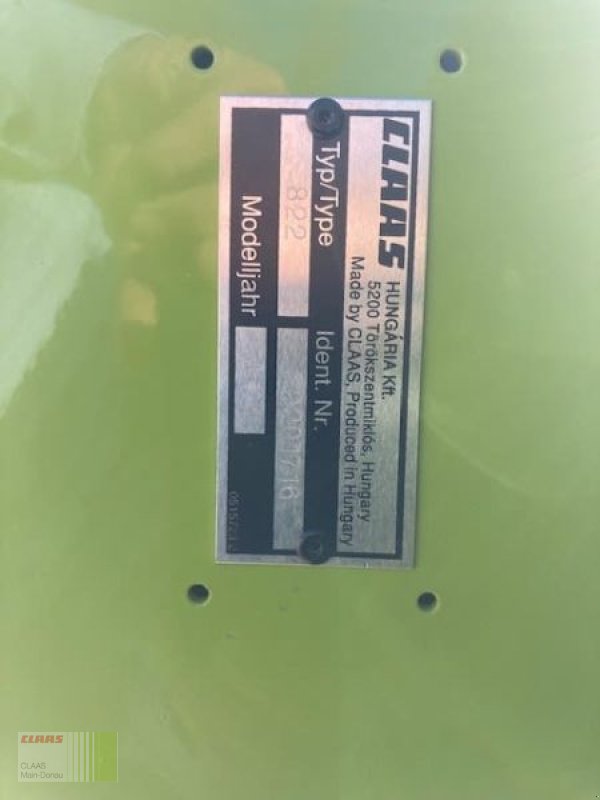 CLAAS
HUNGÁRIA Kft.
5200 Törökszentmiklós, Hungary
Made by CLAAS, Produced in Hungary
Typ/Type
Ident. Nr.
822
Modelljahr
CLAAS
CLAAS
Main-Donau